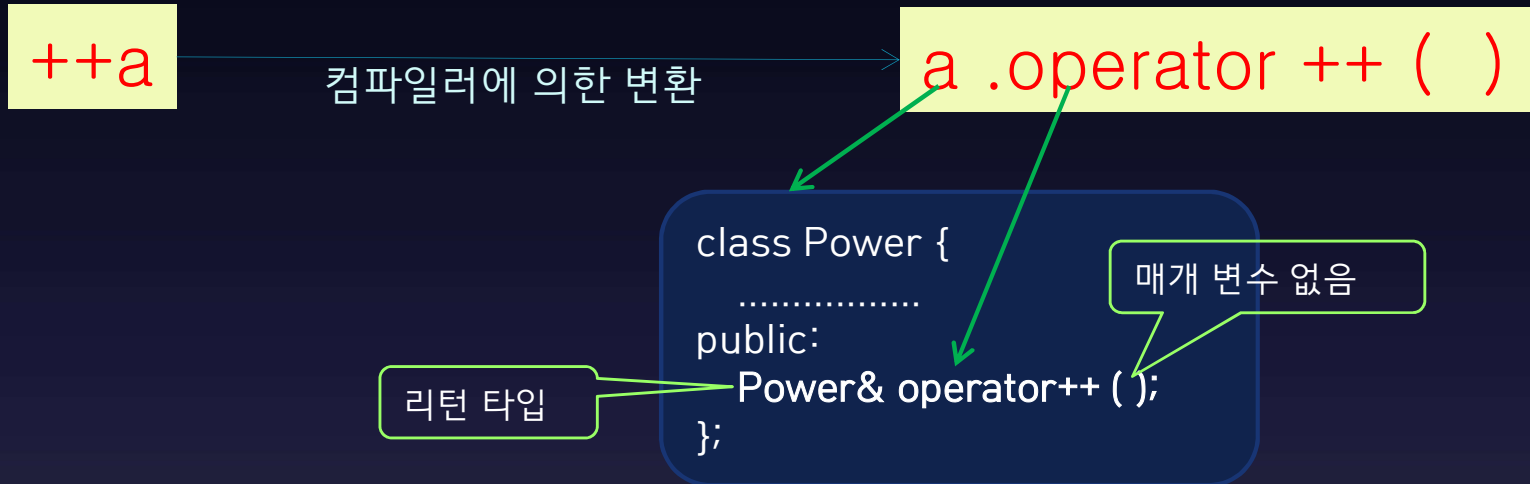 ++a
컴파일러에 의한 변환
a .operator ++ ( )
class Power {
.................
public:
Power& operator++ ( );
};
매개 변수 없음
리턴 타입